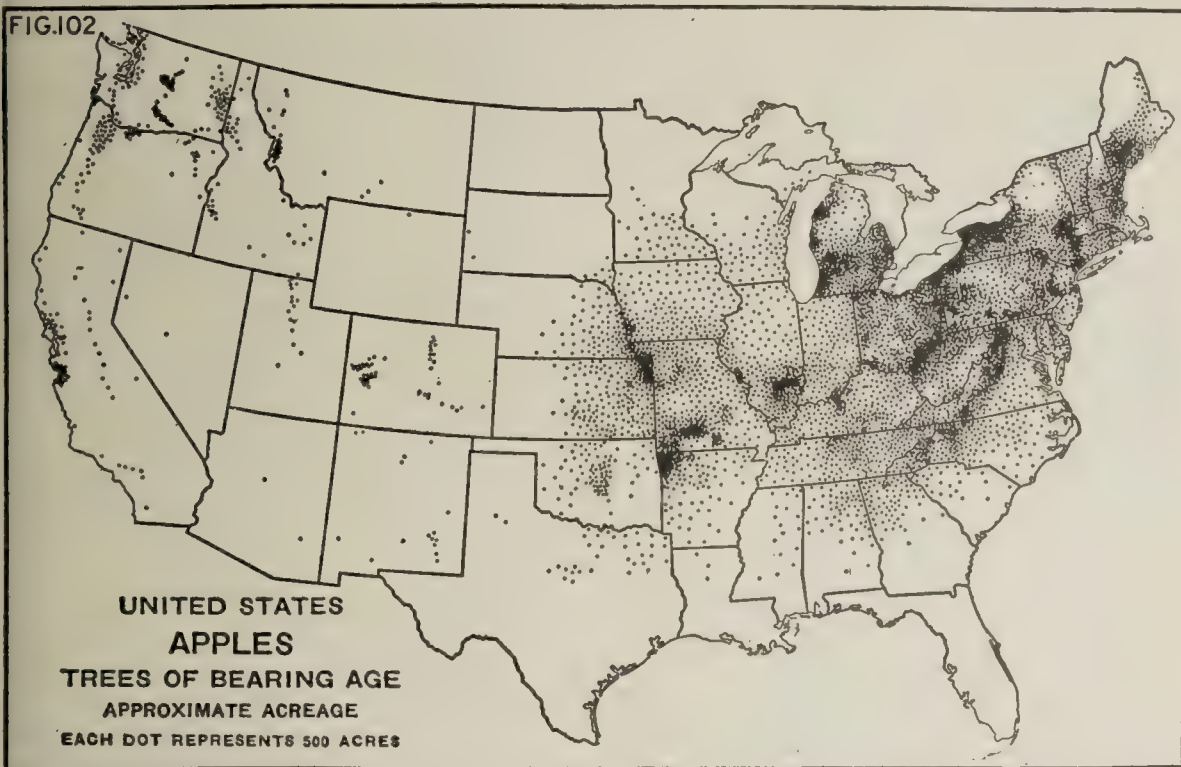 FIG.102
UNITED STATES
APPLES
TREES OF BEARING AGE
APPROXIMATE ACREAGE
EACH DOT REPRESENTS 500 ACRES